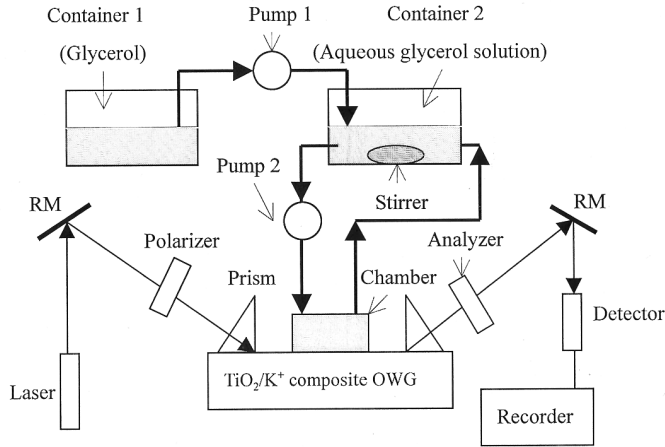 Container 1
Pump 1
Container 2
(Glycerol)
(Aqueous glycerol solution)
Pump 2
Stirrer
RM
RM
Polarizer
Analyzer
Prism
Chamber
Detector
Laser
TiO₂/K⁺ composite OWG
Recorder